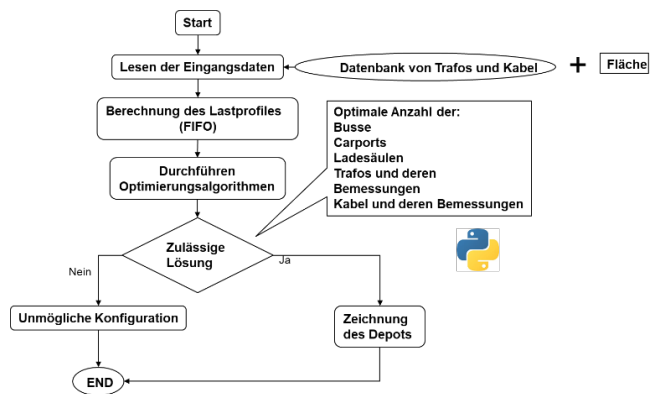 Start
Lesen der Eingangsdaten
Datenbank von Trafos und Kabel
+
Fläche
Berechnung des Lastprofiles
(FIFO)
Optimale Anzahl der:
Busse
Carports
Ladesäulen
Trafos und deren
Bemessungen
Kabel und deren Bemessungen
Durchführen
Optimierungsalgorithmen
Zulässige
Lösung
Nein
Ja
Unmögliche Konfiguration
Zeichnung
des Depots
END